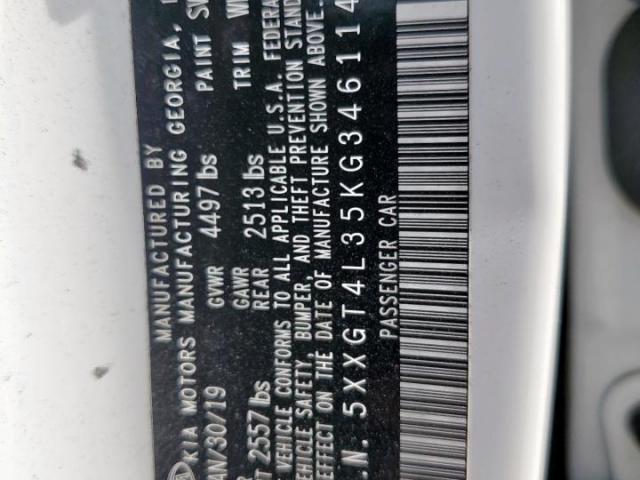 MANUFACTURED BY
KIA MOTORS MANUFACTURING GEORGIA,
AN/30/19 GVWR 4497 lbs PAINT SW
GAWR TRIM
2557 lbs REAR 2513 lbs
VEHICLE CONFORMS TO ALL APPLICABLE U.S.A. FEDERA
VEHICLE SAFETY, BUMPER, AND THEFT PREVENTION STAND
EFFECT ON THE DATE OF MANUFACTURE SHOWN ABOVE.
.N. 5XXGT4L35KG346114
PASSENGER CAR